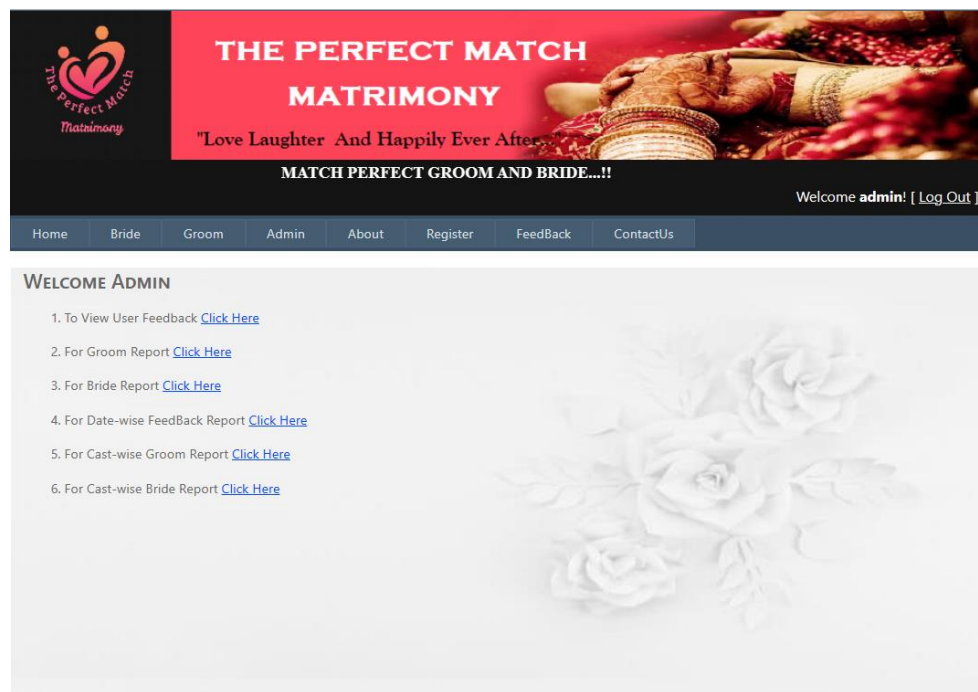 The Perfect Match
Matrimony
THE PERFECT MATCH
MATRIMONY
"Love Laughter And Happily Ever After..."
MATCH PERFECT GROOM AND BRIDE...!!
Welcome admin! [ Log Out ]
Home Bride Groom Admin About Register FeedBack ContactUs
WELCOME ADMIN
1. To View User Feedback Click Here
2. For Groom Report Click Here
3. For Bride Report Click Here
4. For Date-wise FeedBack Report Click Here
5. For Cast-wise Groom Report Click Here
6. For Cast-wise Bride Report Click Here